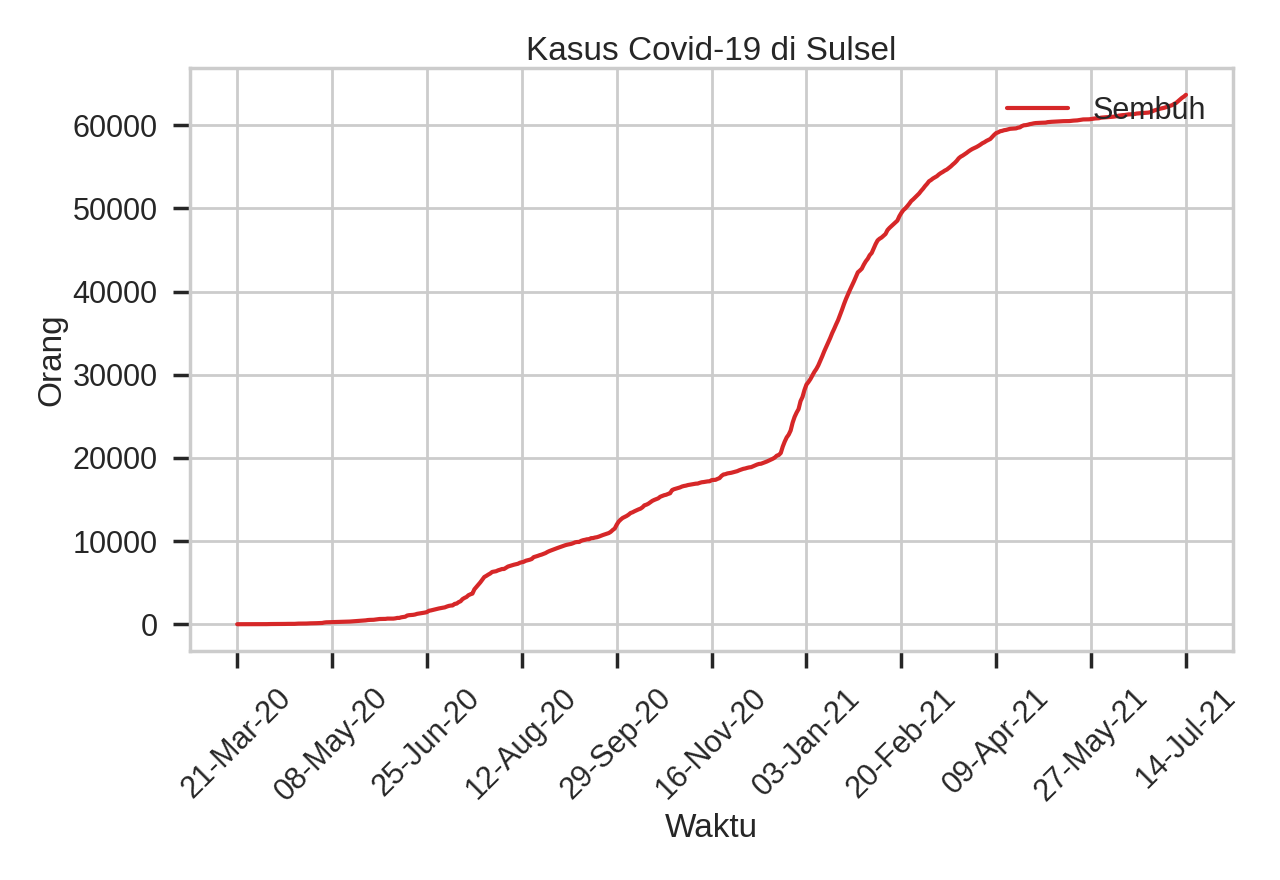 Kasus Covid-19 di Sulsel
Sembuh
60000
50000
40000
30000
20000
10000
0
Orang
21-Mar-20
08-May-20
25-Jun-20
12-Aug-20
29-Sep-20
16-Nov-20
03-Jan-21
20-Feb-21
09-Apr-21
27-May-21
14-Jul-21
Waktu